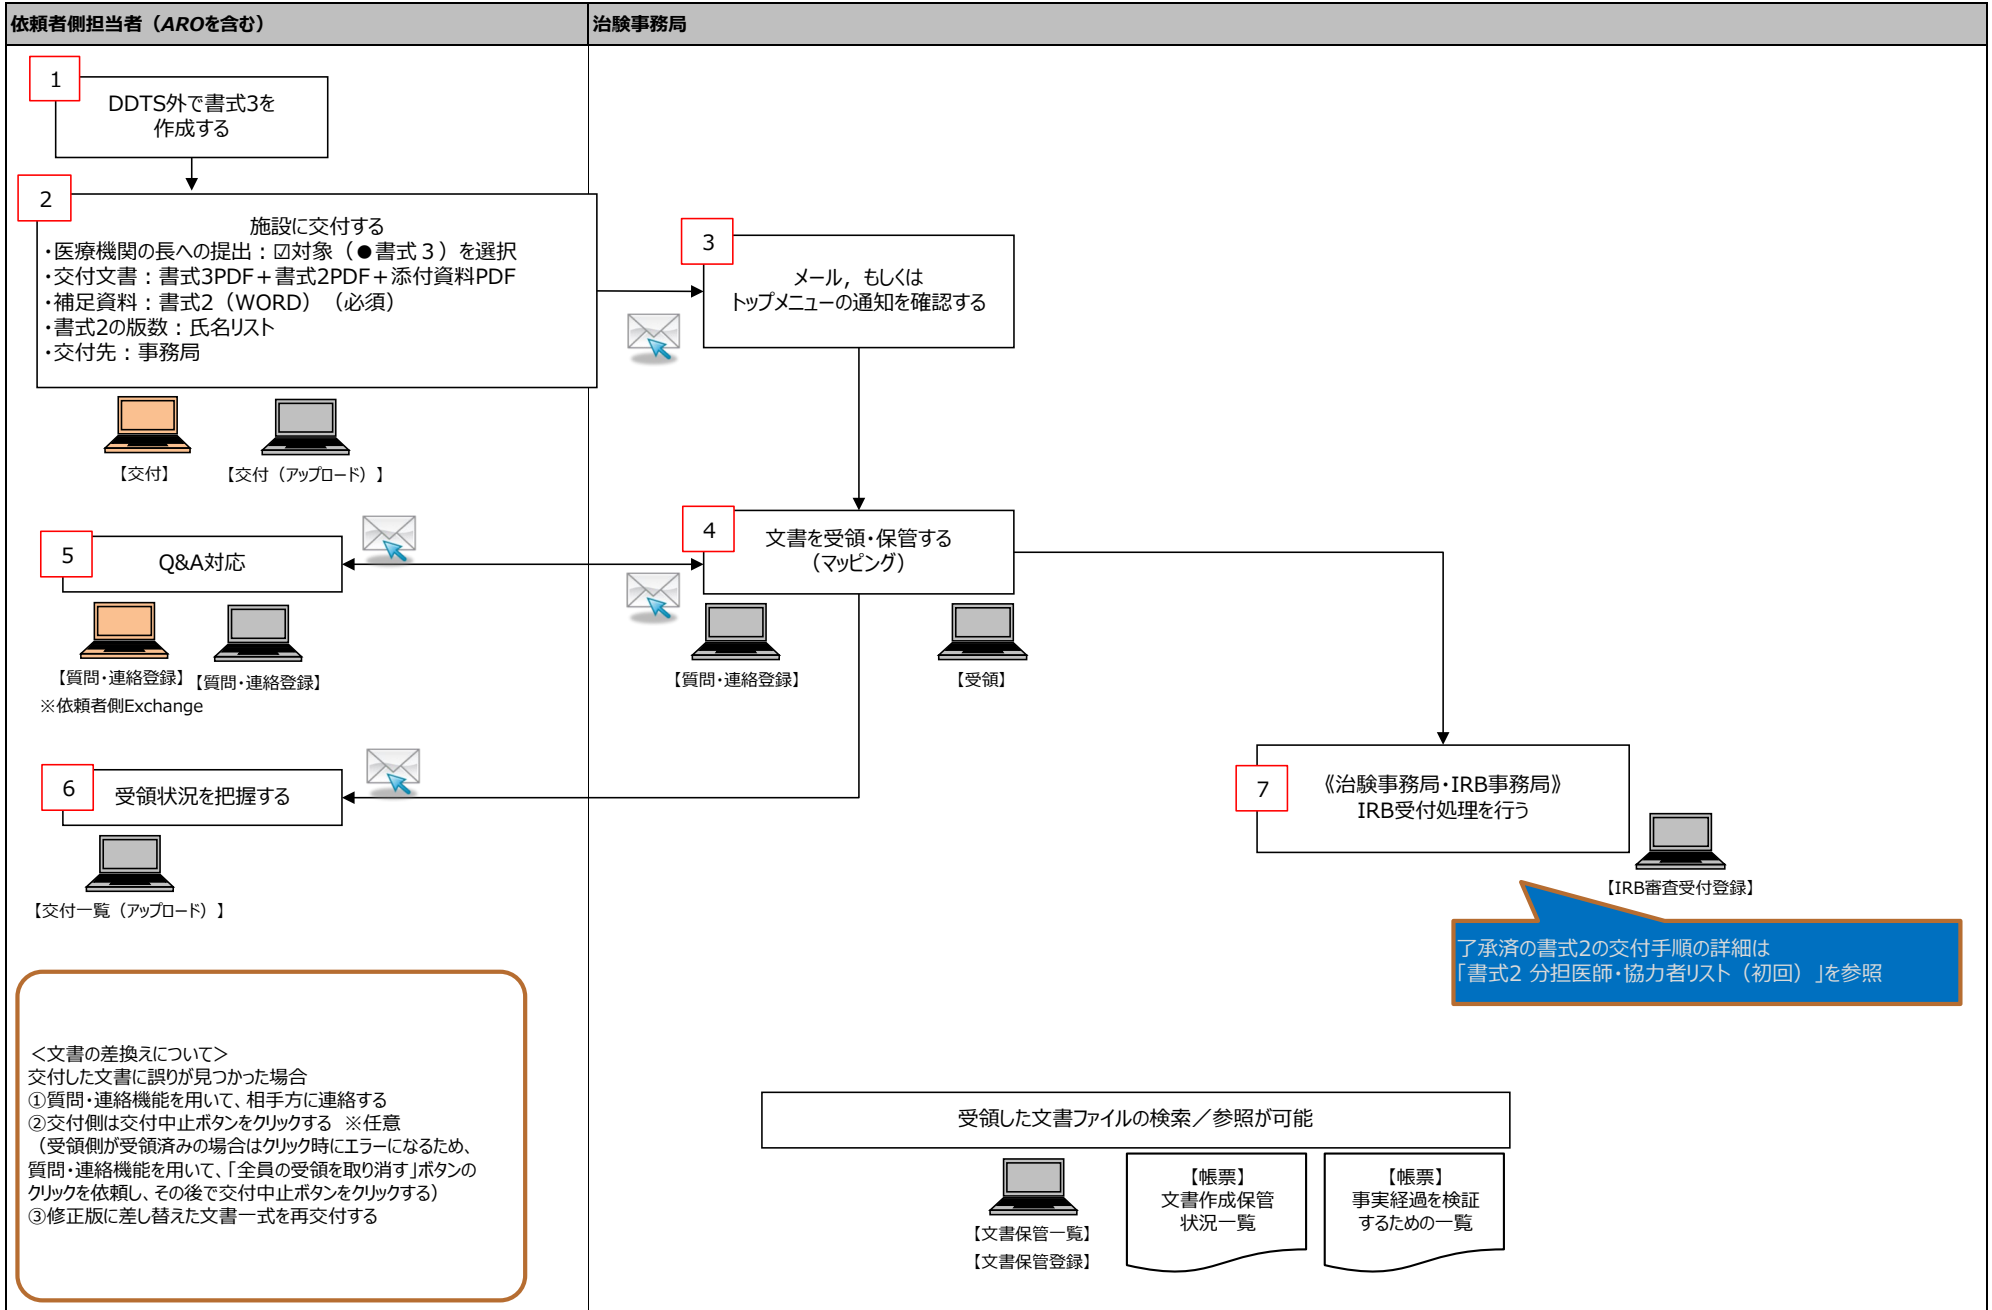 依頼者側担当者（AROを含む）
治験事務局
1
DDTS外で書式3を
作成する
2
施設に交付する
・医療機関の長への提出：☑対象（●書式３）を選択
・交付文書：書式3PDF＋書式2PDF＋添付資料PDF
・補足資料：書式2（WORD）（必須）
・書式2の版数：氏名リスト
・交付先：事務局
【交付】
【交付（アップロード）】
3
メール，もしくは
トップメニューの通知を確認する
4
文書を受領・保管する
（マッピング）
【質問・連絡登録】
【受領】
5
Q&A対応
【質問・連絡登録】
【質問・連絡登録】
※依頼者側Exchange
6
受領状況を把握する
【交付一覧（アップロード）】
7
《治験事務局・IRB事務局》
IRB受付処理を行う
【IRB審査受付登録】
了承済の書式2の交付手順の詳細は
「書式2 分担医師・協力者リスト（初回）」を参照
＜文書の差換えについて＞
交付した文書に誤りが見つかった場合
①質問・連絡機能を用いて、相手方に連絡する
②交付側は交付中止ボタンをクリックする　※任意
（受領側が受領済みの場合はクリック時にエラーになるため、
質問・連絡機能を用いて、「全員の受領を取り消す」ボタンの
クリックを依頼し、その後で交付中止ボタンをクリックする）
③修正版に差し替えた文書一式を再交付する
受領した文書ファイルの検索／参照が可能
【文書保管一覧】
【文書保管登録】
【帳票】
文書作成保管
状況一覧
【帳票】
事実経過を検証
するための一覧